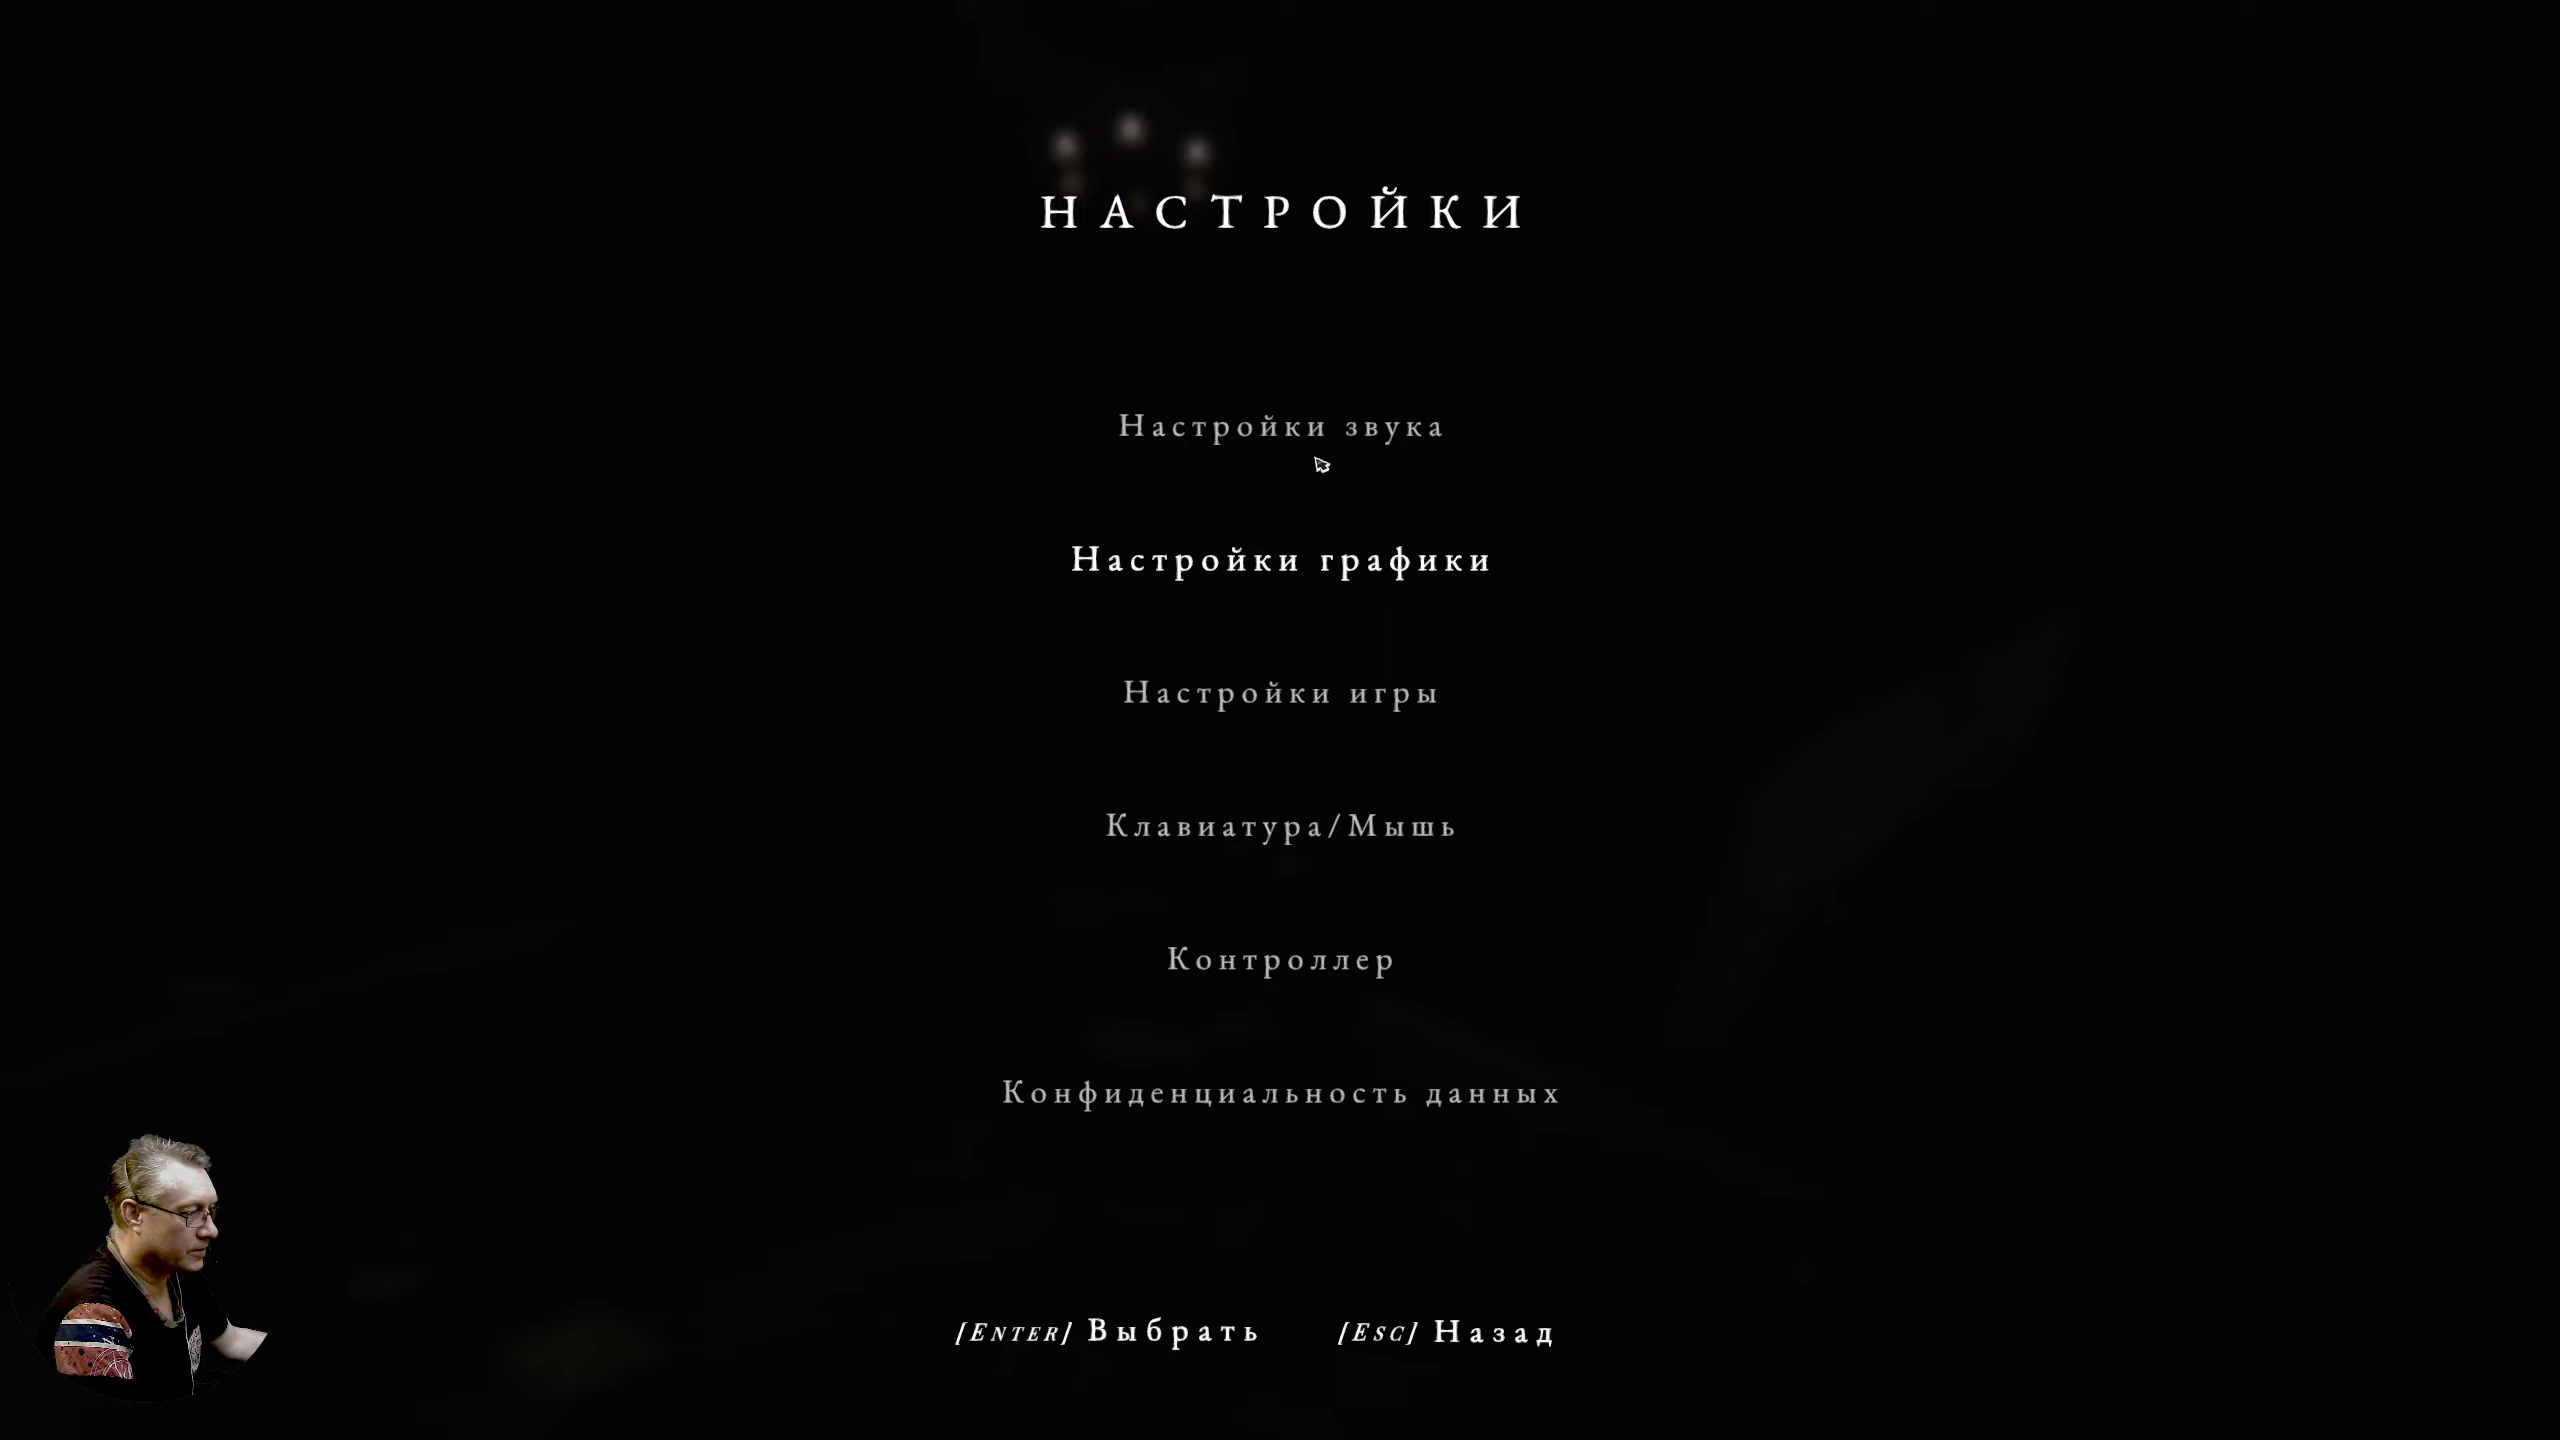 НАСТРОЙКИ
Настройки звука
Настройки графики
Настройки игры
Клавиатура/Мышь
Контроллер
Конфиденциальность данных
[ENTER] Выбрать [ESC] Назад